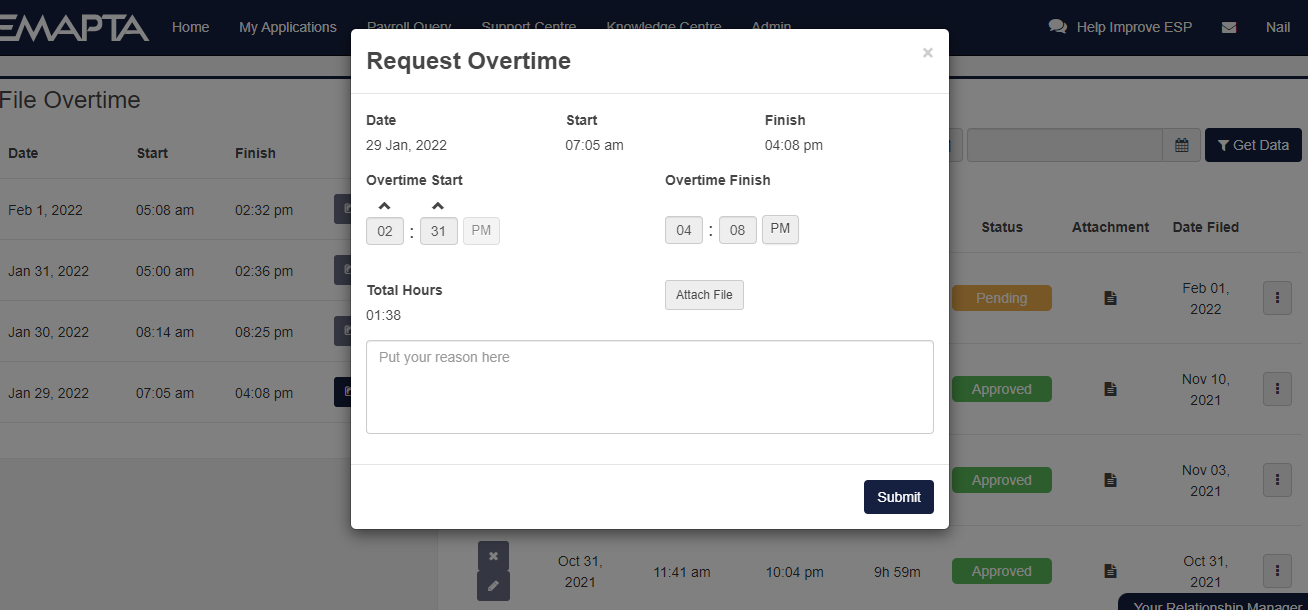 EMAPTA Home My Applications Payroll Query Support Centre Knowledge Centre Admin Help Improve ESP Nail
Request Overtime ×
File Overtime
Date Start Finish
29 Jan, 2022 07:05 am 04:08 pm
Get Data
Date Start Finish
Overtime Start Overtime Finish
02 : 31 PM 04 : 08 PM
Feb 1, 2022 05:08 am 02:32 pm
Status Attachment Date Filed
Jan 31, 2022 05:00 am 02:36 pm
Total Hours Attach File
01:38
Pending Feb 01,
2022
Jan 30, 2022 08:14 am 08:25 pm
Put your reason here
Jan 29, 2022 07:05 am 04:08 pm
Approved Nov 10,
2021
Approved Nov 03,
2021
Submit
Oct 31,
2021 11:41 am 10:04 pm 9h 59m Approved Oct 31,
2021
Your Relationship Manager